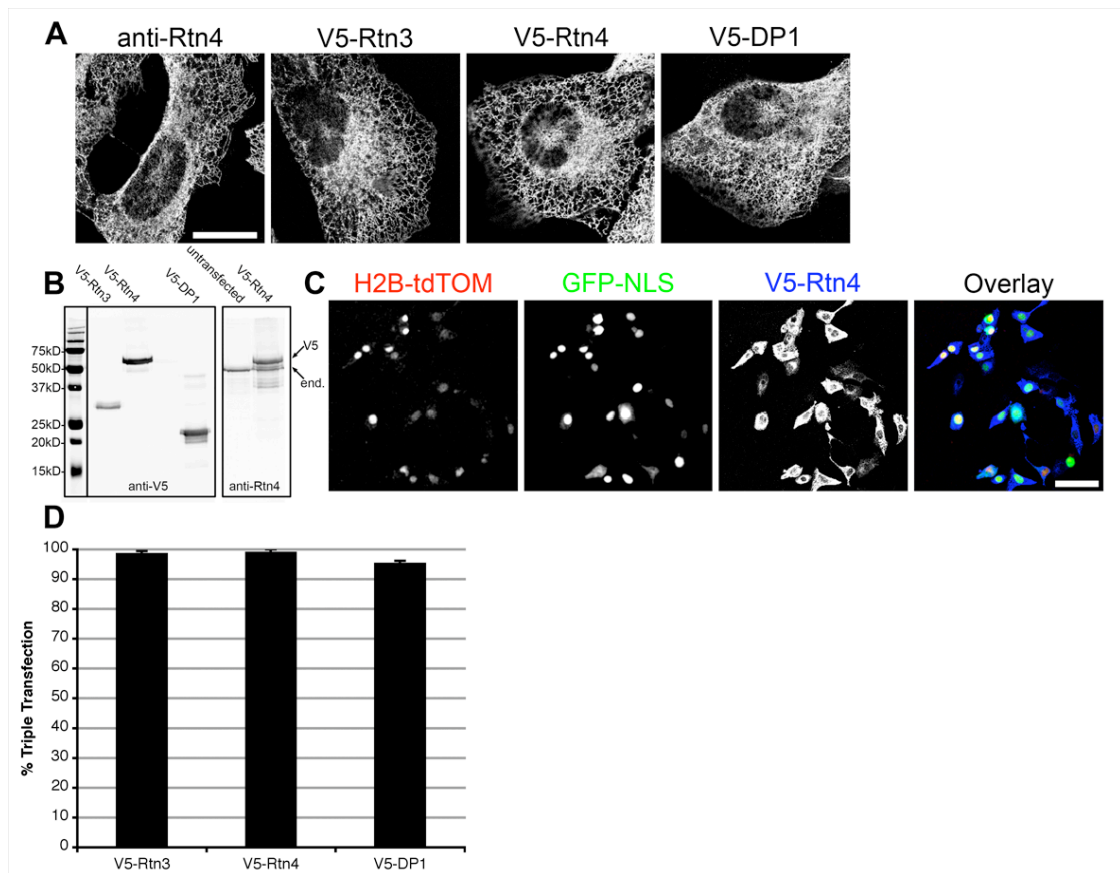 A
anti-Rtn4
V5-Rtn3
V5-Rtn4
V5-DP1
B
V5-Rtn3
V5-Rtn4
V5-DP1
untransfected
V5-Rtn4
75kD-
50kD-
37kD-
25kD-
20kD-
15kD-
V5
end.
anti-V5
anti-Rtn4
C
H2B-tdTOM
GFP-NLS
V5-Rtn4
Overlay
D
% Triple Transfection
100
90
80
70
60
50
40
30
20
10
0
V5-Rtn3
V5-Rtn4
V5-DP1